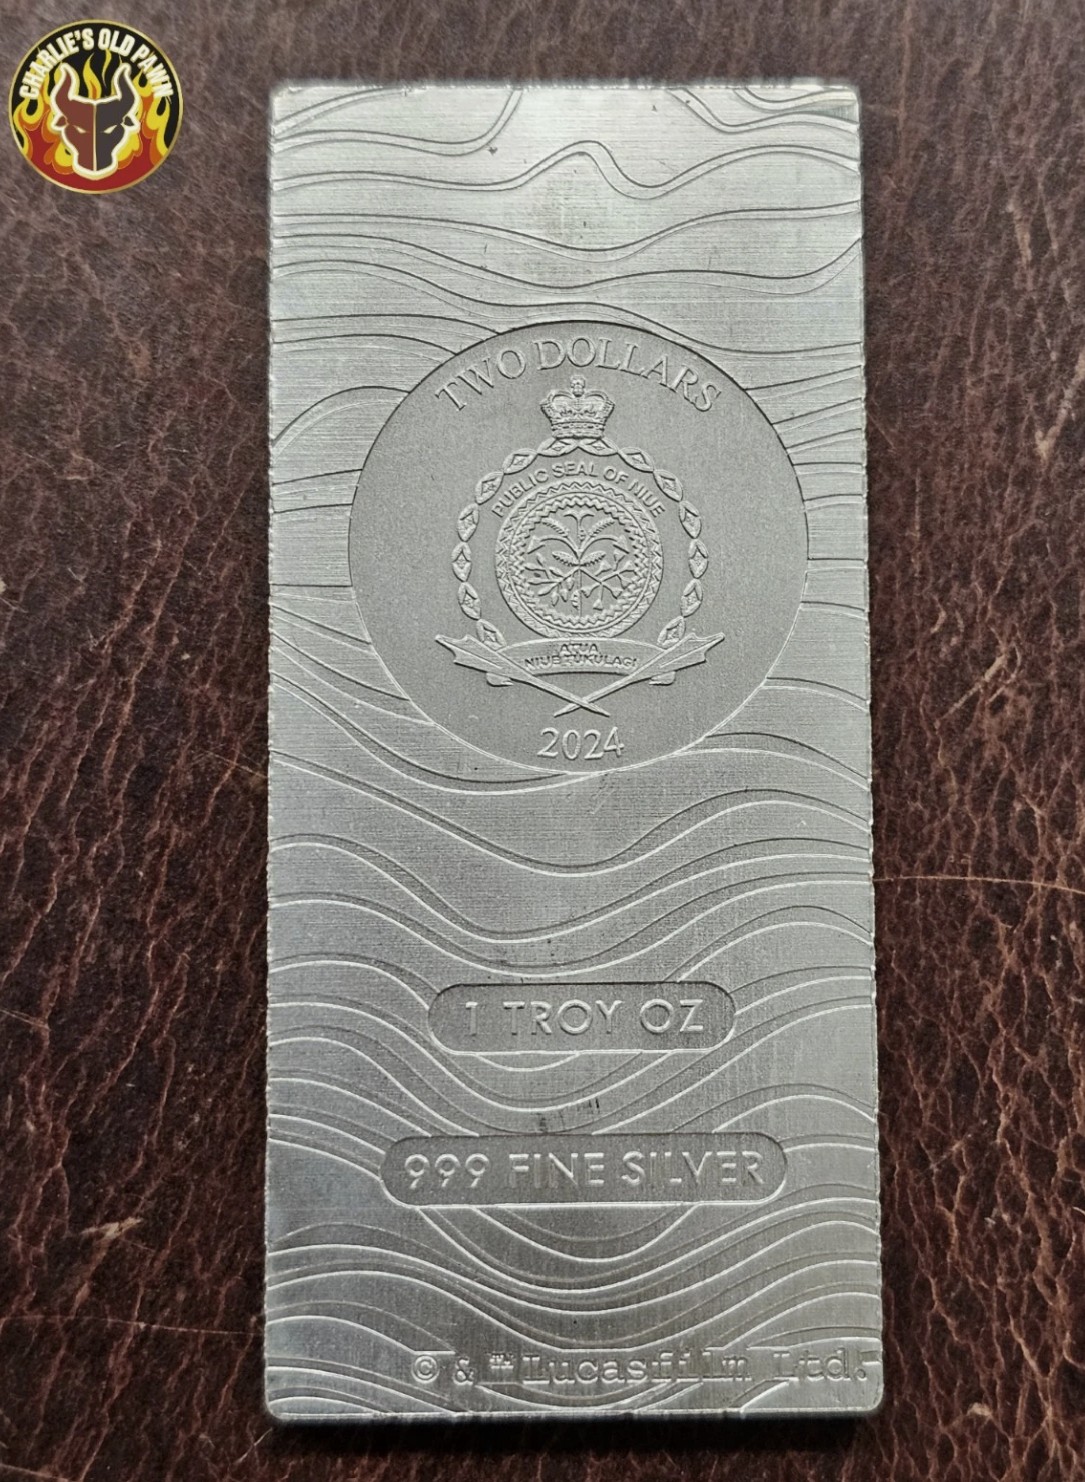 CHARLIE'S OLD PAWN
TWO DOLLARS
PUBLIC SEAL OF NIUE
ATUA
NIUE TUKULAGI
2024
1 TROY OZ
999 FINE SILVER
© & ™ Lucasfilm Ltd.